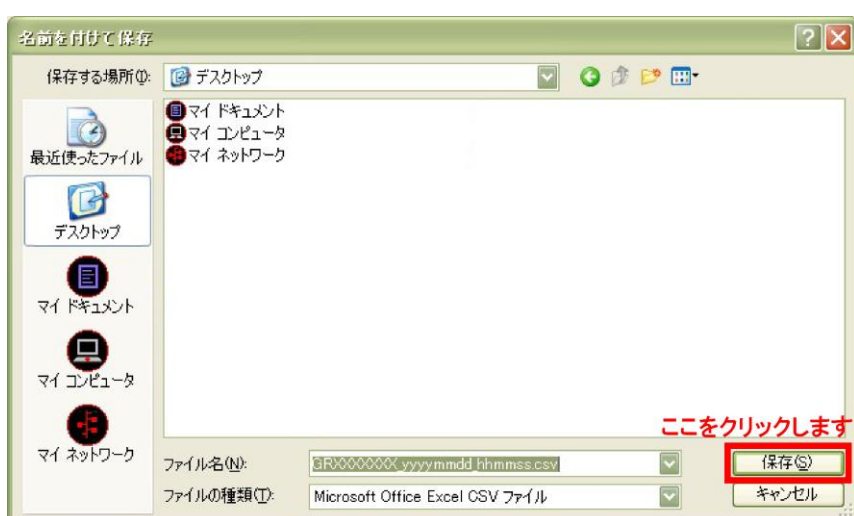 名前を付けて保存
保存する場所(I):
デスクトップ
マイ ドキュメント
マイ コンピュータ
マイ ネットワーク
最近使ったファイル
デスクトップ
マイ ドキュメント
マイ コンピュータ
マイ ネットワーク
ここをクリックします
ファイル名(N):
GRXXXXXX_yyyymmdd_hhmmss.csv
保存(S)
ファイルの種類(T):
Microsoft Office Excel CSV ファイル
キャンセル